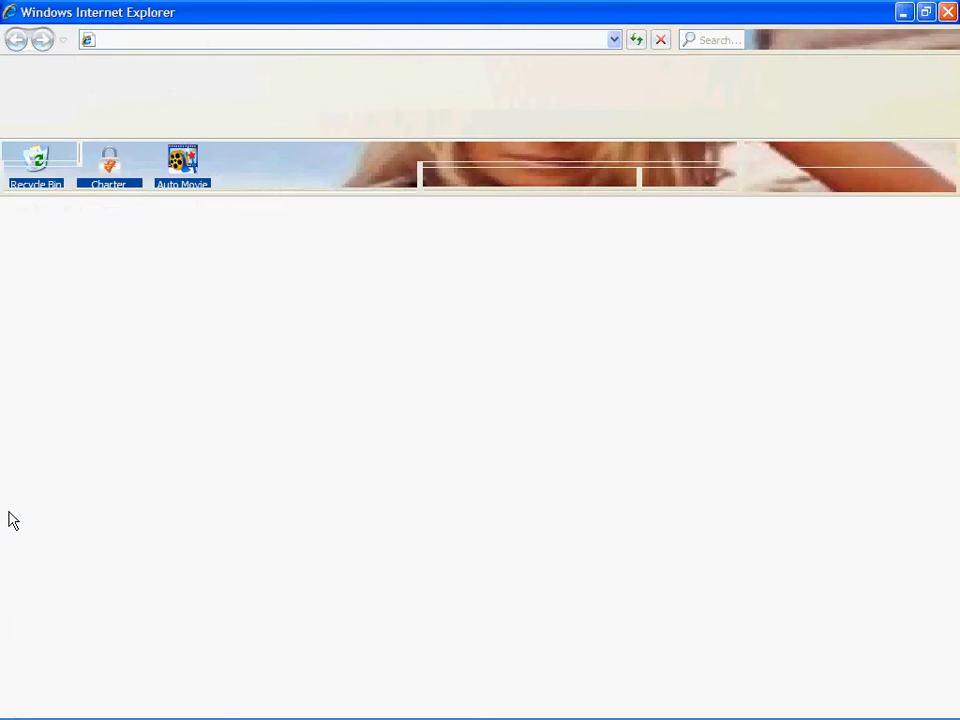 Windows Internet Explorer
Search...
Recycle Bin
Charter
Auto Movie